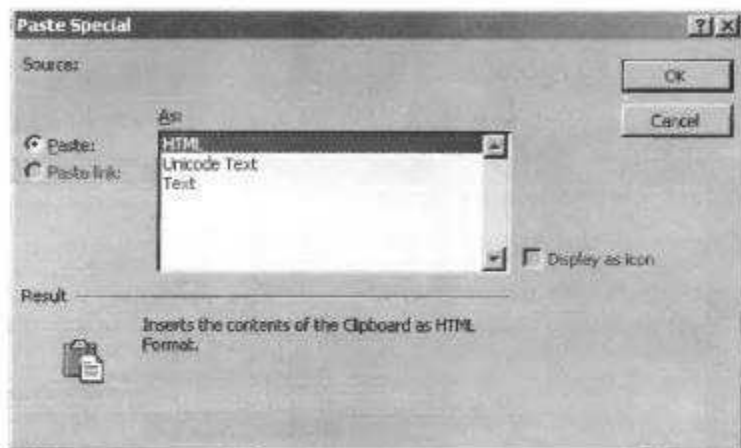 Paste Special
Source:
OK
Cancel
As:
Paste:
Paste link:
HTML
Unicode Text
Text
Display as icon
Result
Inserts the contents of the Clipboard as HTML
Format.